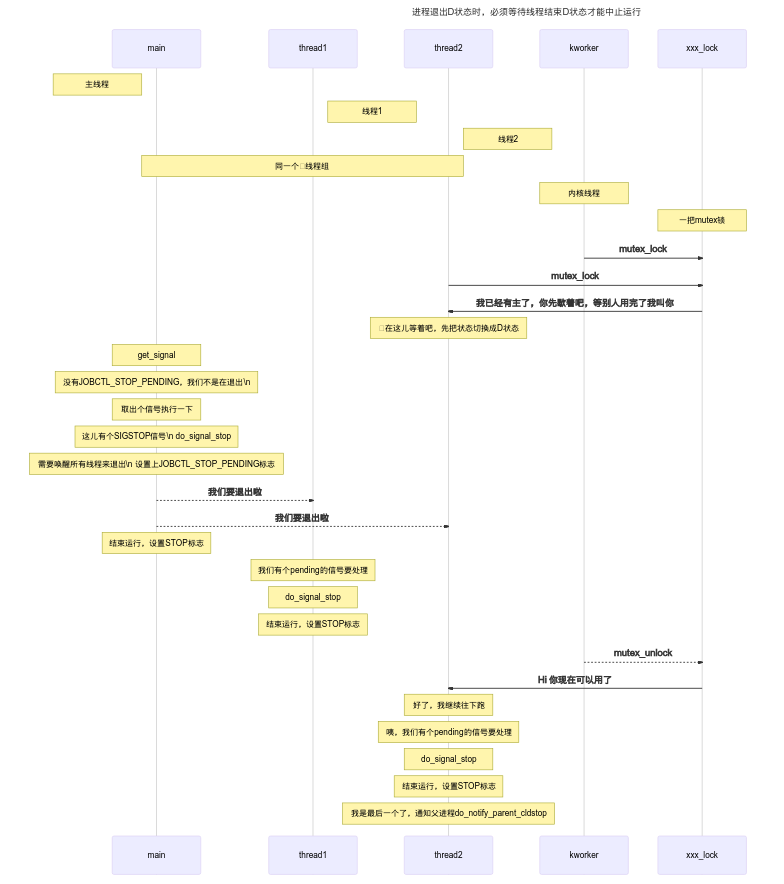 进程退出D状态时，必须等待线程结束D状态才能中止运行
main thread1 thread2 kworker xxx_lock
主线程
线程1
线程2
同一个线程组
内核线程
一把mutex锁
mutex_lock
mutex_lock
我已经有主了，你先歇着吧，等别人用完了我叫你
在这儿等着吧，先把状态切换成D状态
get_signal
没有JOBCTL_STOP_PENDING，我们不是在退出\n
取出个信号执行一下
这儿有个SIGSTOP信号\n do_signal_stop
需要唤醒所有线程来退出\n 设置上JOBCTL_STOP_PENDING标志
我们要退出啦
我们要退出啦
结束运行，设置STOP标志
我们有个pending的信号要处理
do_signal_stop
结束运行，设置STOP标志
mutex_unlock
Hi 你现在可以用了
好了，我继续往下跑
咦，我们有个pending的信号要处理
do_signal_stop
结束运行，设置STOP标志
我是最后一个了，通知父进程do_notify_parent_cldstop
main thread1 thread2 kworker xxx_lock